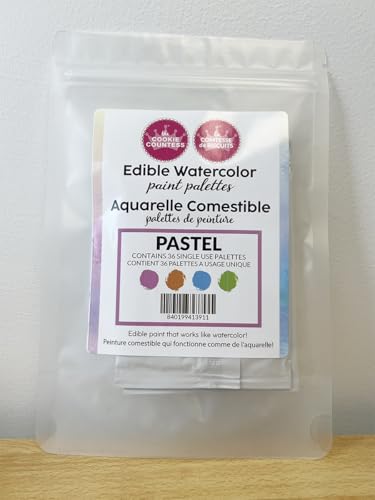 the
COOKIE
COUNTESS
COMTESSE
de BISCUITS
Edible Watercolor
paint palettes
Aquarelle Comestible
palettes de peinture
PASTEL
CONTAINS 36 SINGLE USE PALETTES
CONTIENT 36 PALETTES A USAGE UNIQUE
840199413911
Edible paint that works like watercolor!
Peinture comestible qui fonctionne comme de l'aquarelle!